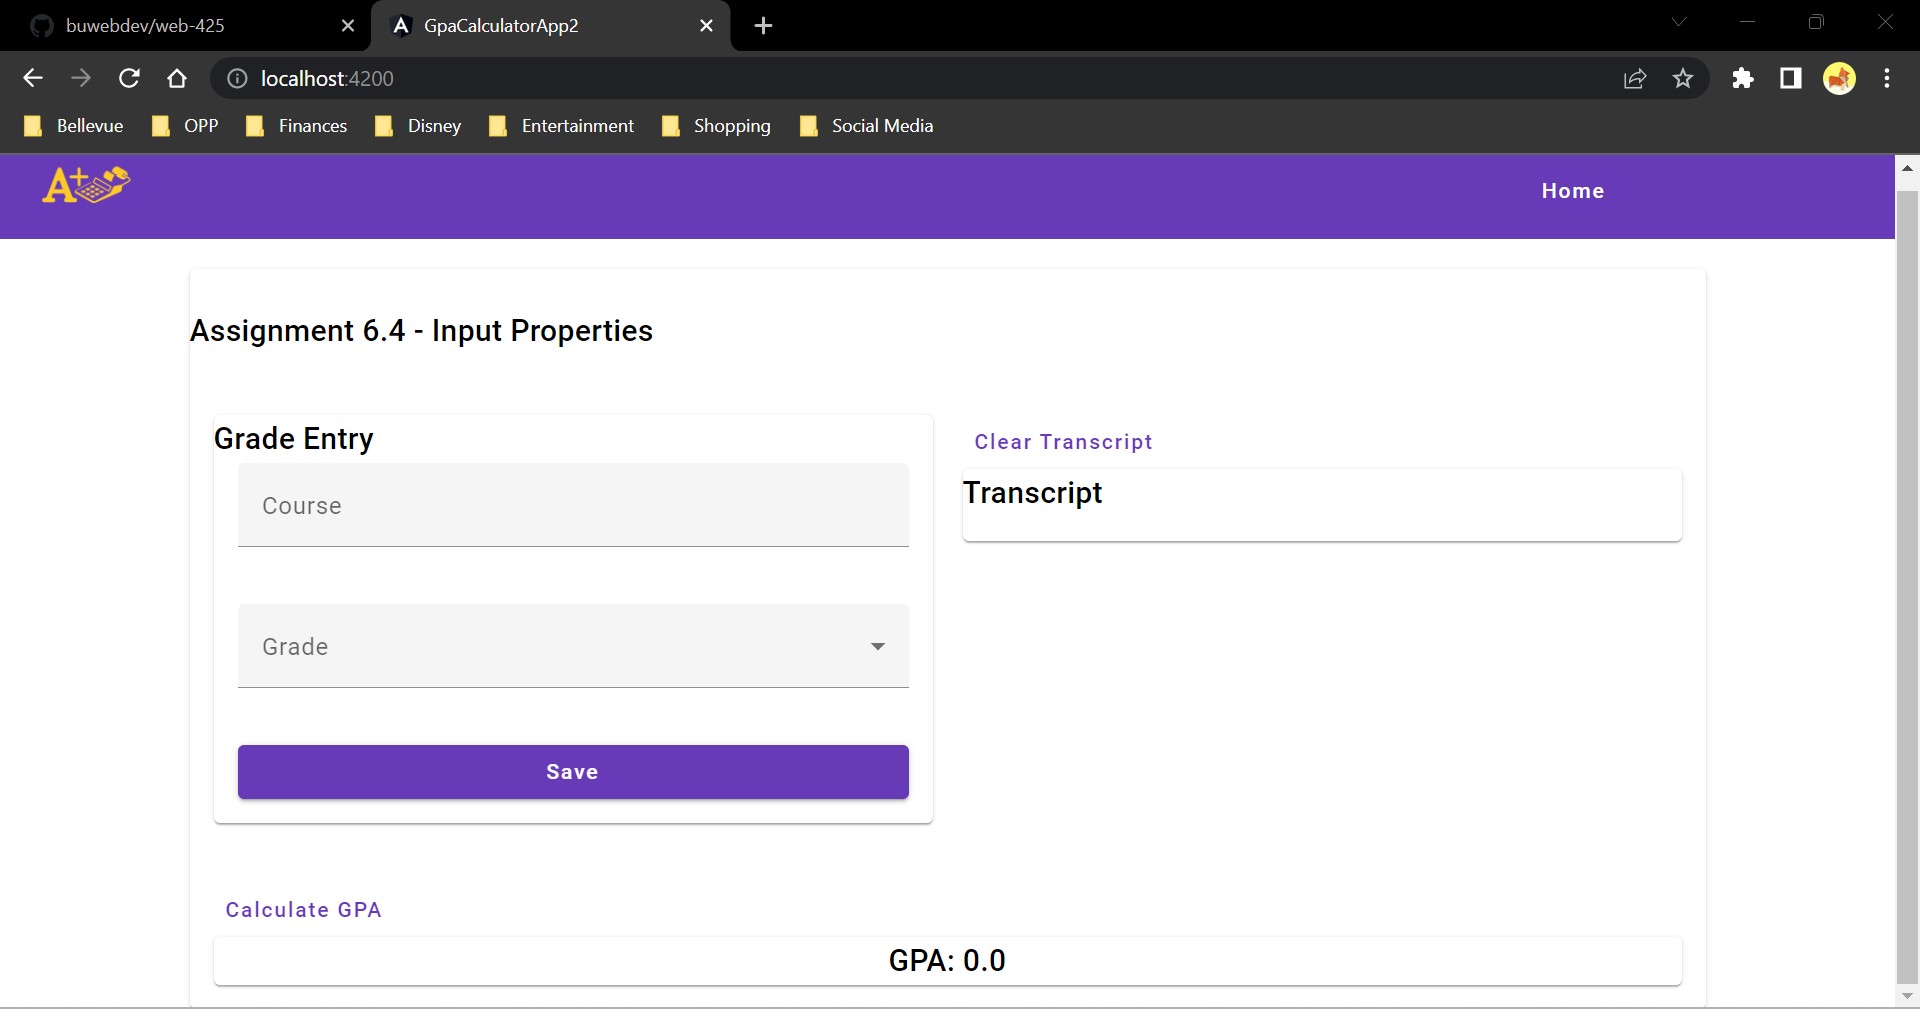 buwebdev/web-425
GpaCalculatorApp2
localhost:4200
Bellevue OPP Finances Disney Entertainment Shopping Social Media
A+
Home
Assignment 6.4 - Input Properties
Grade Entry
Course
Grade
Save
Clear Transcript
Transcript
Calculate GPA
GPA: 0.0